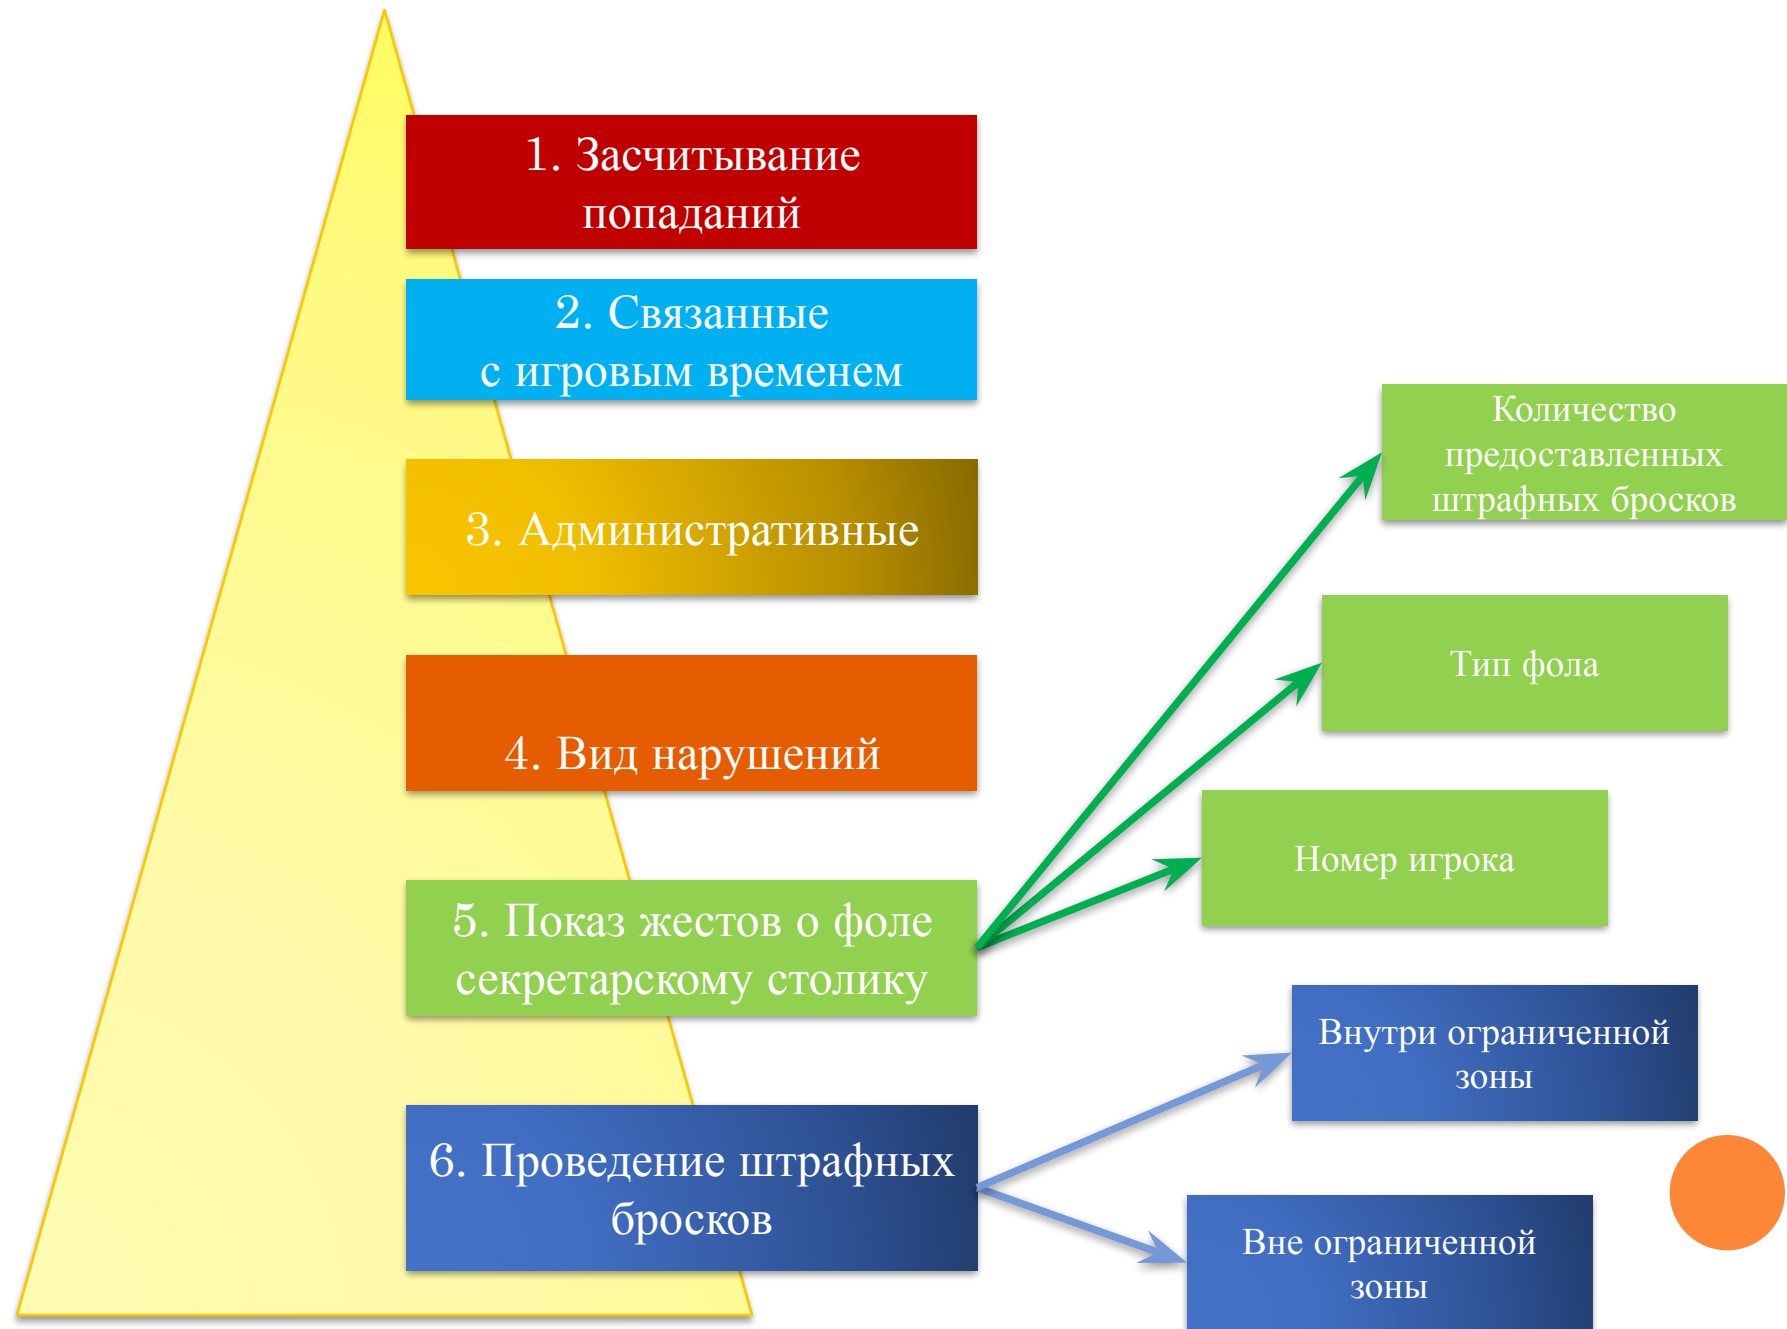 1. Засчитывание
попаданий
2. Связанные
с игровым временем
3. Административные
4. Вид нарушений
5. Показ жестов о фоле
секретарскому столику
6. Проведение штрафных
бросков
Количество
предоставленных
штрафных бросков
Тип фола
Номер игрока
Внутри ограниченной
зоны
Вне ограниченной
зоны